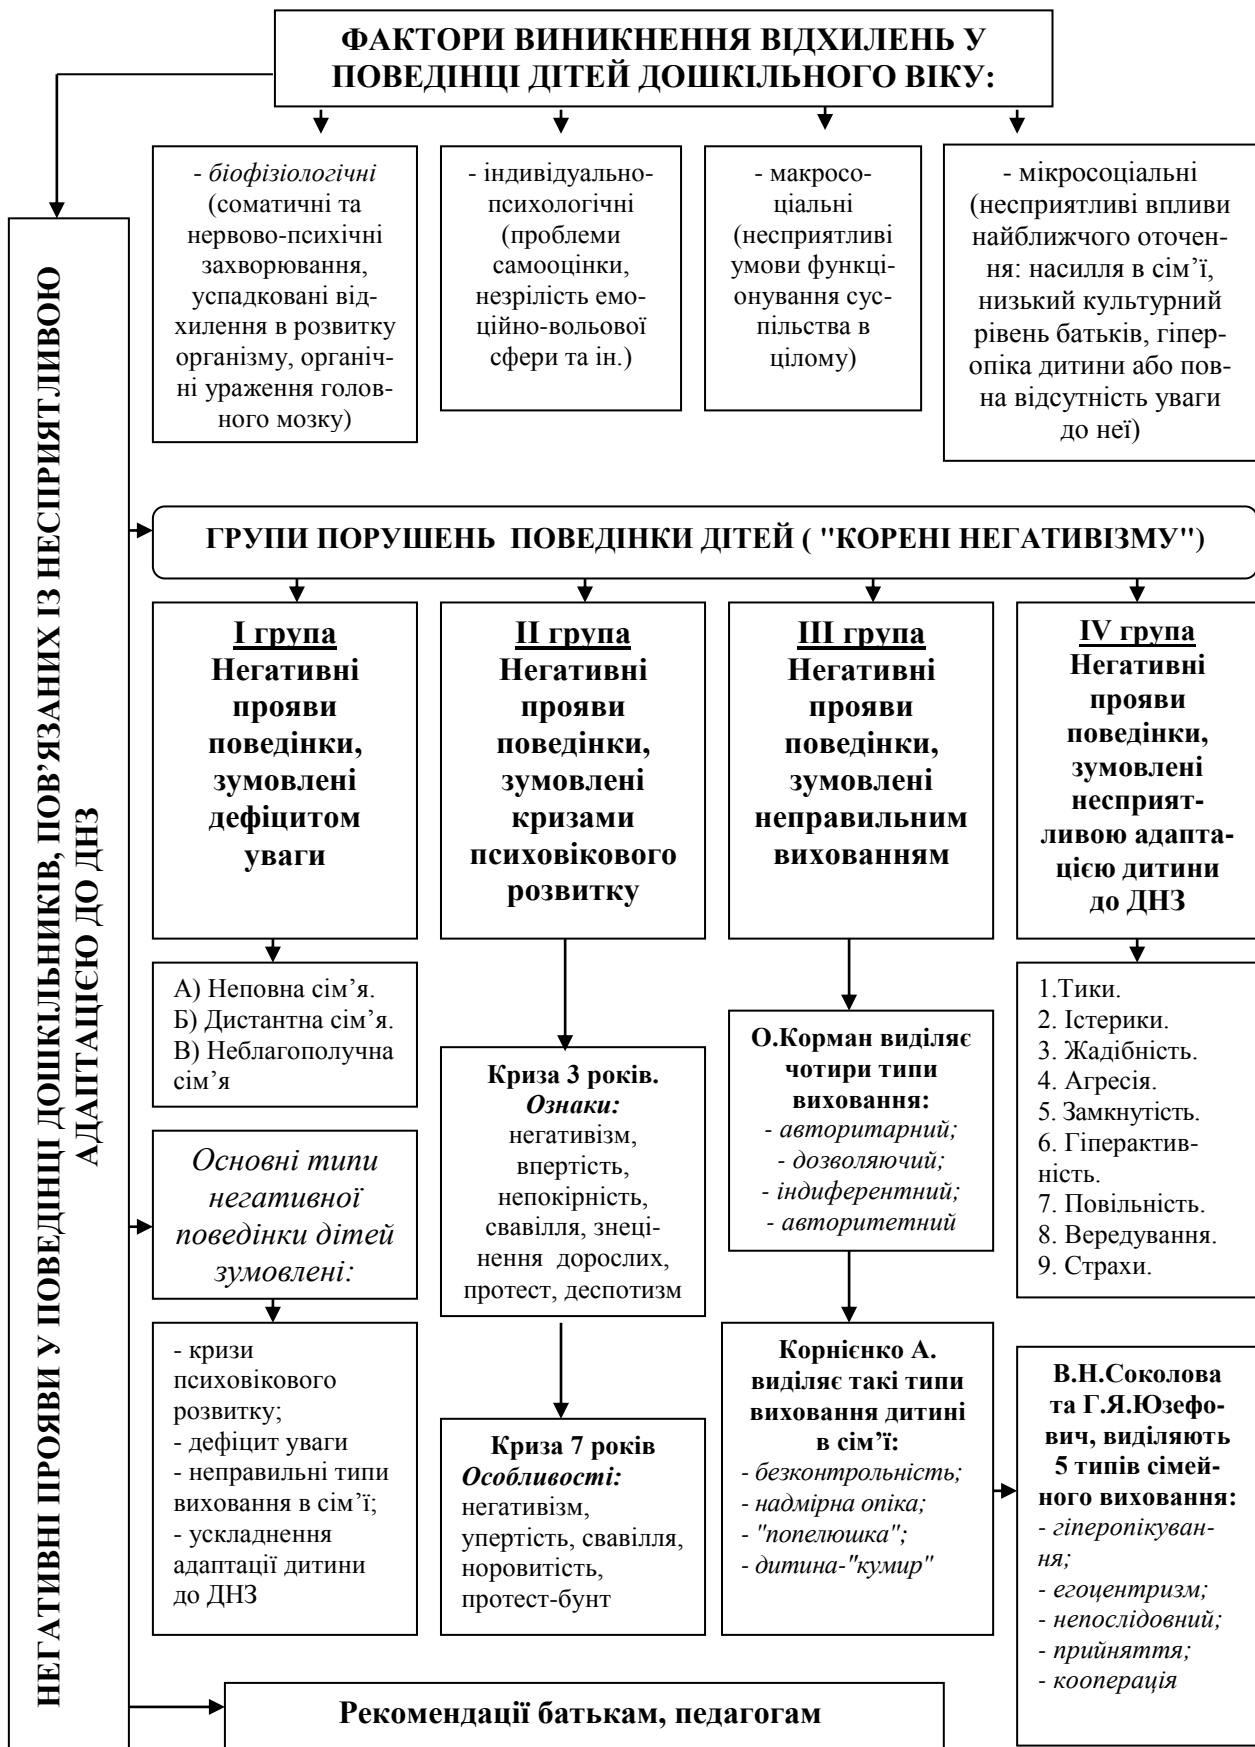 ФАКТОРИ ВИНИКНЕННЯ ВІДХИЛЕНЬ У
ПОВЕДІНЦІ ДІТЕЙ ДОШКІЛЬНОГО ВІКУ:
- біофізіологічні
(соматичні та
нервово-психічні
захворювання,
успадковані від-
хилення в розвитку
організму, органіч-
ні ураження голов-
ного мозку)
- індивідуально-
психологічні
(проблеми
самооцінки,
незрілість емо-
ційно-вольової
сфери та ін.)
- макросо-
ціальні
(несприятливі
умови функці-
онування сус-
пільства в
цілому)
- мікросоціальні
(несприятливі впливи
найближчого оточен-
ня: насилля в сім’ї,
низький культурний
рівень батьків, гіпер-
опіка дитини або пов-
на відсутність уваги
до неї)
НЕГАТИВНІ ПРОЯВИ У ПОВЕДІНЦІ ДОШКІЛЬНИКІВ, ПОВ’ЯЗАНИХ ІЗ НЕСПРИЯТЛИВОЮ
АДАПТАЦІЄЮ ДО ДНЗ
ГРУПИ ПОРУШЕНЬ ПОВЕДІНКИ ДІТЕЙ ( "КОРЕНІ НЕГАТИВІЗМУ")
І група
Негативні
прояви
поведінки,
зумовлені
дефіцитом
уваги
ІІ група
Негативні
прояви
поведінки,
зумовлені
кризами
психовікового
розвитку
ІІІ група
Негативні
прояви
поведінки,
зумовлені
неправильним
вихованням
ІV група
Негативні
прояви
поведінки,
зумовлені
несприят-
ливою адапта-
цією дитини
до ДНЗ
А) Неповна сім’я.
Б) Дистантна сім’я.
В) Неблагополучна
сім’я
Основні типи
негативної
поведінки дітей
зумовлені:
- кризи
психовікового
розвитку;
- дефіцит уваги
- неправильні типи
виховання в сім’ї;
- ускладнення
адаптації дитини
до ДНЗ
Криза 3 років.
Ознаки:
негативізм,
впертість,
непокірність,
свавілля, знеці-
нення дорослих,
протест, деспотизм
Криза 7 років
Особливості:
негативізм,
упертість, свавілля,
норовитість,
протест-бунт
О.Корман виділяє
чотири типи
виховання:
- авторитарний;
- дозволяючий;
- індиферентний;
- авторитетний
Корнієнко А.
виділяє такі типи
виховання дитині
в сім’ї:
- безконтрольність;
- надмірна опіка;
- "попелюшка";
- дитина-"кумир"
1.Тики.
2. Істерики.
3. Жадібність.
4. Агресія.
5. Замкнутість.
6. Гіперактив-
ність.
7. Повільність.
8. Вередування.
9. Страхи.
В.Н.Соколова
та Г.Я.Юзефо-
вич, виділяють
5 типів сімей-
ного виховання:
- гіперопікуван-
ня;
- егоцентризм;
- непослідовний;
- прийняття;
- кооперація
Рекомендації батькам, педагогам